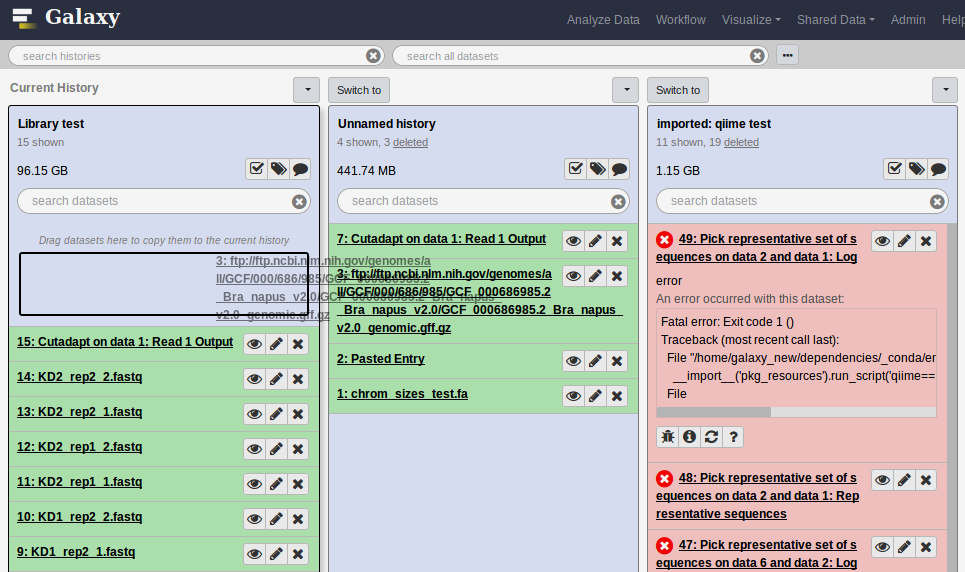 Galaxy
Analyze Data Workflow Visualize Shared Data Admin Help
search histories
search all datasets
...
Current History
Library test
15 shown
96.15 GB
search datasets
Drag datasets here to copy them to the current history
3: ftp://ftp.ncbi.nlm.nih.gov/genomes/a
ll/GCF/000/686/985/GCF_000686985.2
_Bra_napus_v2.0/GCF_000686985.2_Bra_napus_
v2.0_genomic.gff.gz
15: Cutadapt on data 1: Read 1 Output
14: KD2_rep2_2.fastq
13: KD2_rep2_1.fastq
12: KD2_rep1_2.fastq
11: KD2_rep1_1.fastq
10: KD1_rep2_2.fastq
9: KD1_rep2_1.fastq
Switch to
Unnamed history
4 shown, 3 deleted
441.74 MB
search datasets
7: Cutadapt on data 1: Read 1 Output
3: ftp://ftp.ncbi.nlm.nih.gov/genomes/a
ll/GCF/000/686/985/GCF_000686985.2
_Bra_napus_v2.0/GCF_000686985.2_Bra_napus_
v2.0_genomic.gff.gz
2: Pasted Entry
1: chrom_sizes_test.fa
Switch to
imported: qiime test
11 shown, 19 deleted
1.15 GB
search datasets
49: Pick representative set of s
equences on data 2 and data 1: Log
error
An error occurred with this dataset:
Fatal error: Exit code 1 ()
Traceback (most recent call last):
File "/home/galaxy_new/dependencies/_conda/er
__import__('pkg_resources').run_script('qiime==
File
?
48: Pick representative set of s
equences on data 2 and data 1: Rep
resentative sequences
47: Pick representative set of s
equences on data 6 and data 2: Log